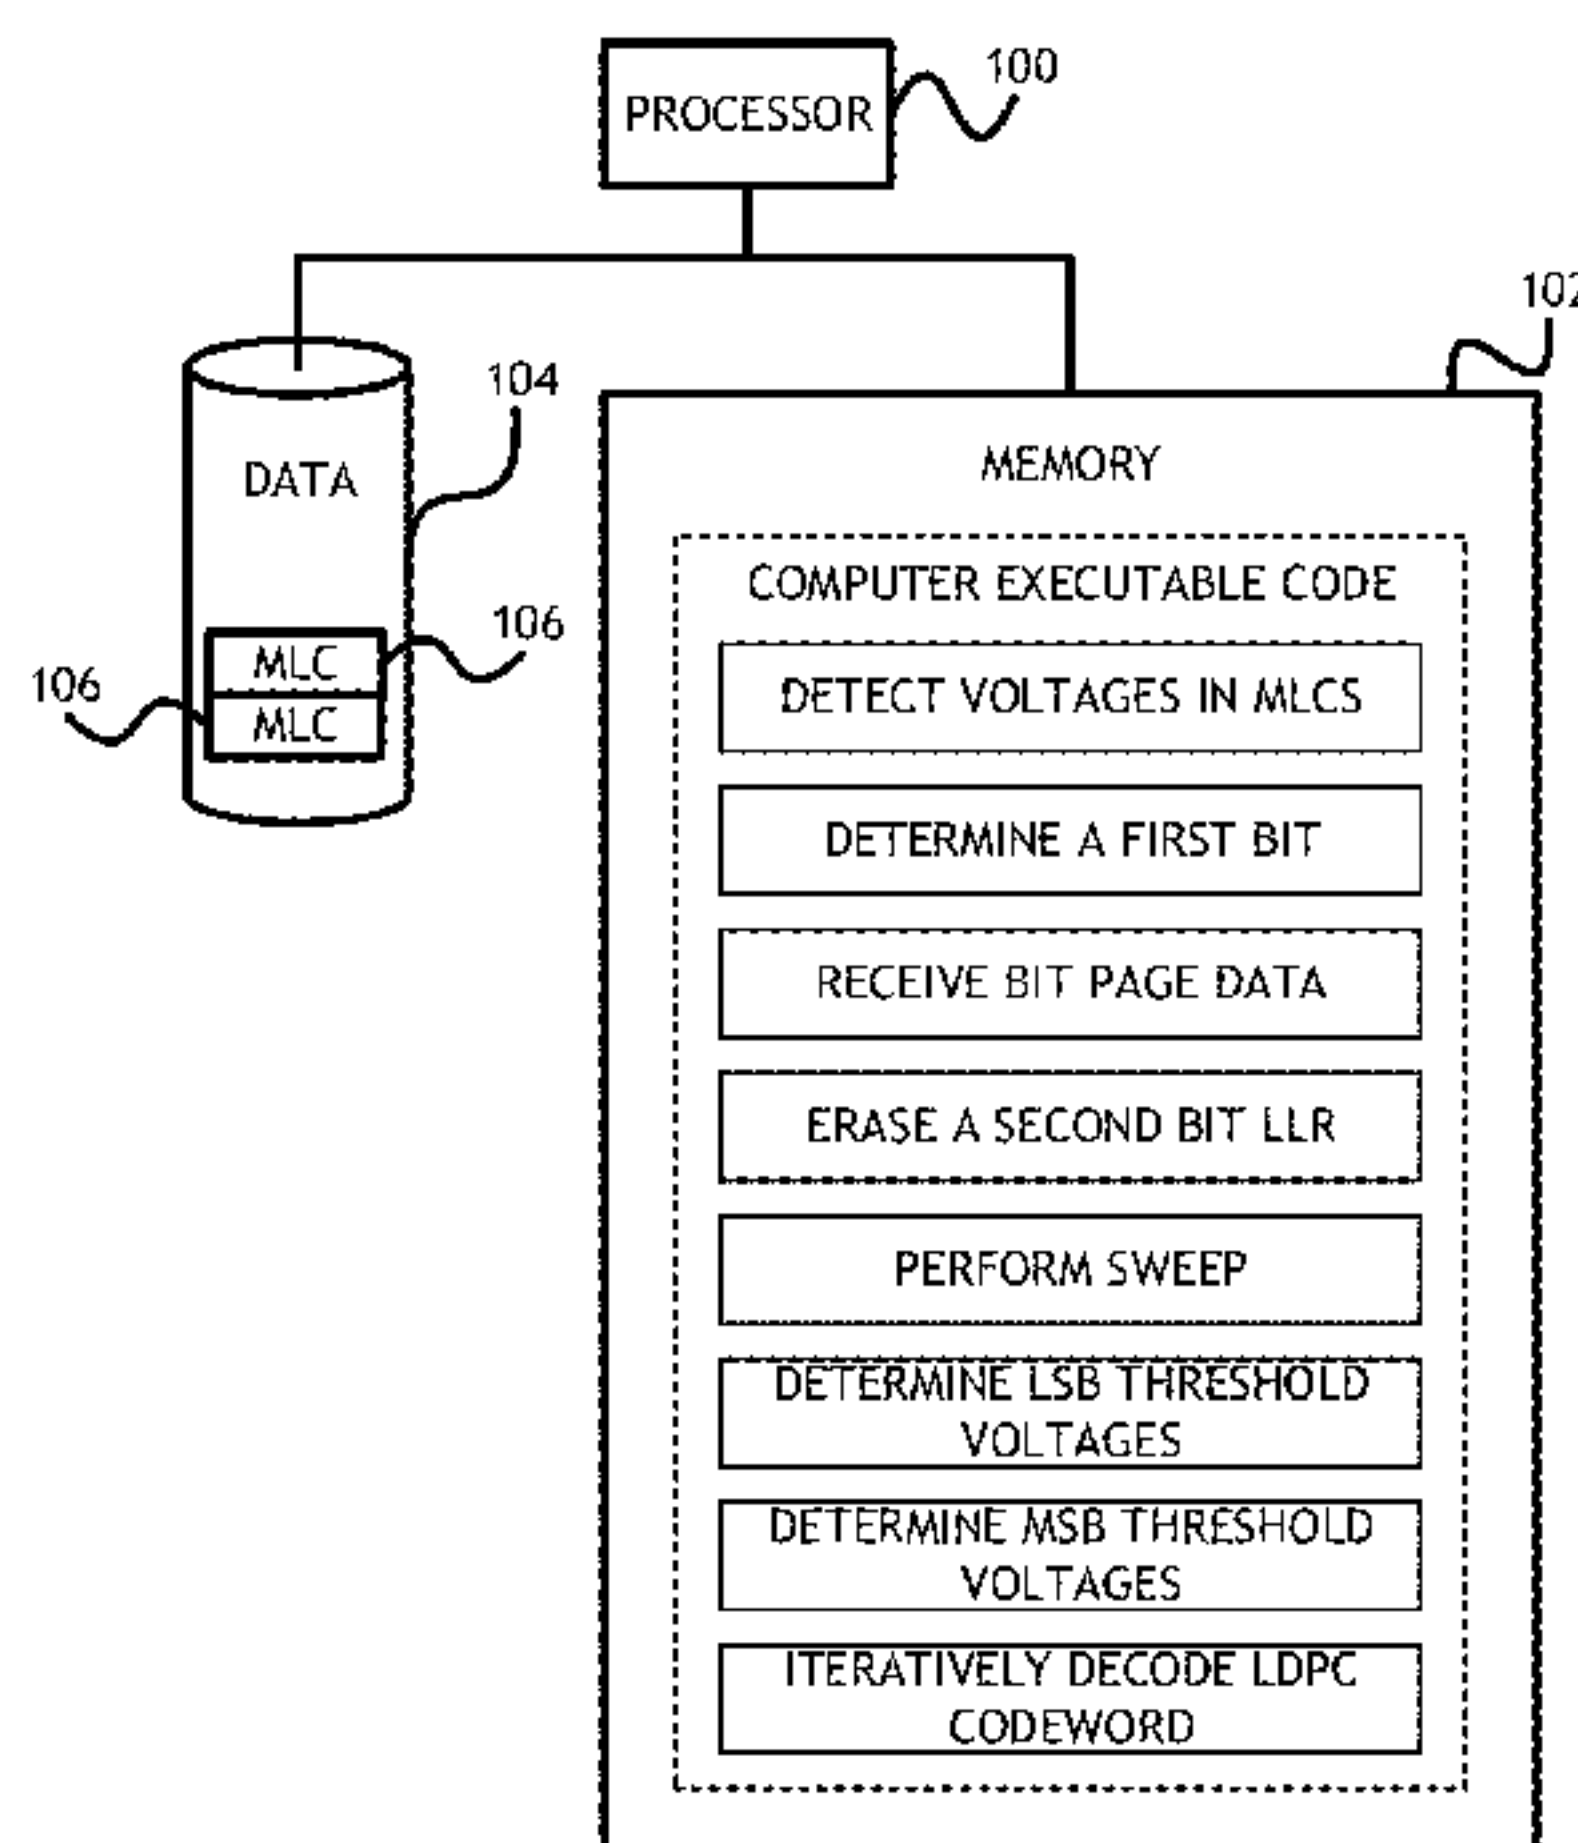 PROCESSOR
100
102
104
DATA
MEMORY
COMPUTER EXECUTABLE CODE
106
MLC
106
MLC
DETECT VOLTAGES IN MLCS
DETERMINE A FIRST BIT
RECEIVE BIT PAGE DATA
ERASE A SECOND BIT LLR
PERFORM SWEEP
DETERMINE LSB THRESHOLD
VOLTAGES
DETERMINE MSB THRESHOLD
VOLTAGES
ITERATIVELY DECODE LDPC
CODEWORD